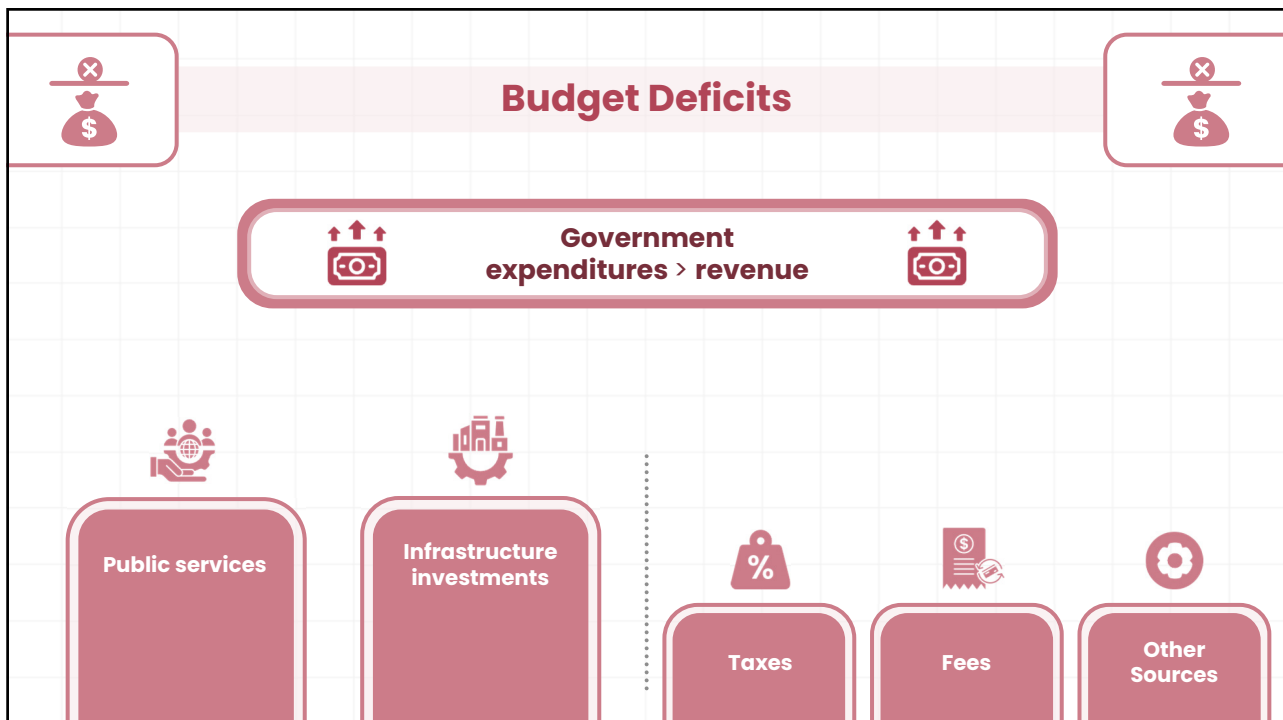 Budget Deficits
$
$
Government
expenditures > revenue
Public services
Infrastructure
investments
%
$
Taxes
Fees
Other
Sources